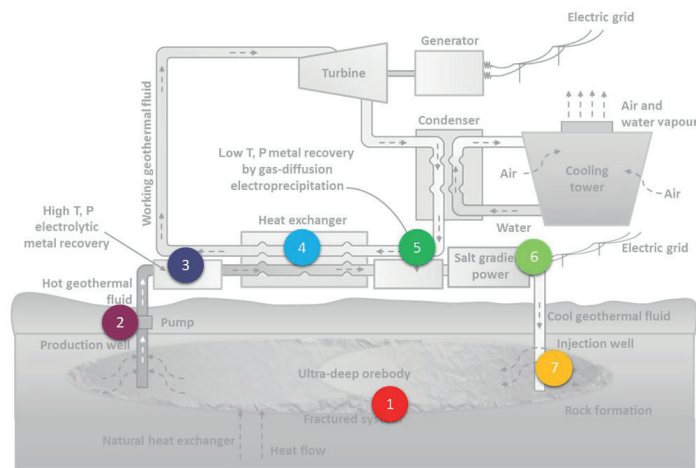 Electric grid
Generator
Turbine
Condenser
Air and
water vapour
Working geothermal fluid
Low T, P metal recovery
by gas-diffusion
electroprecipitation
Air
Cooling
tower
Air
High T, P
electrolytic
metal recovery
Heat exchanger
Water
Electric grid
3
4
5
Salt
power
6
Hot geothermal
fluid
2
Pump
Cool geothermal fluid
Production well
Injection well
7
Ultra-deep orebody
1
Fractured
Rock formation
Natural heat exchanger
Heat flow